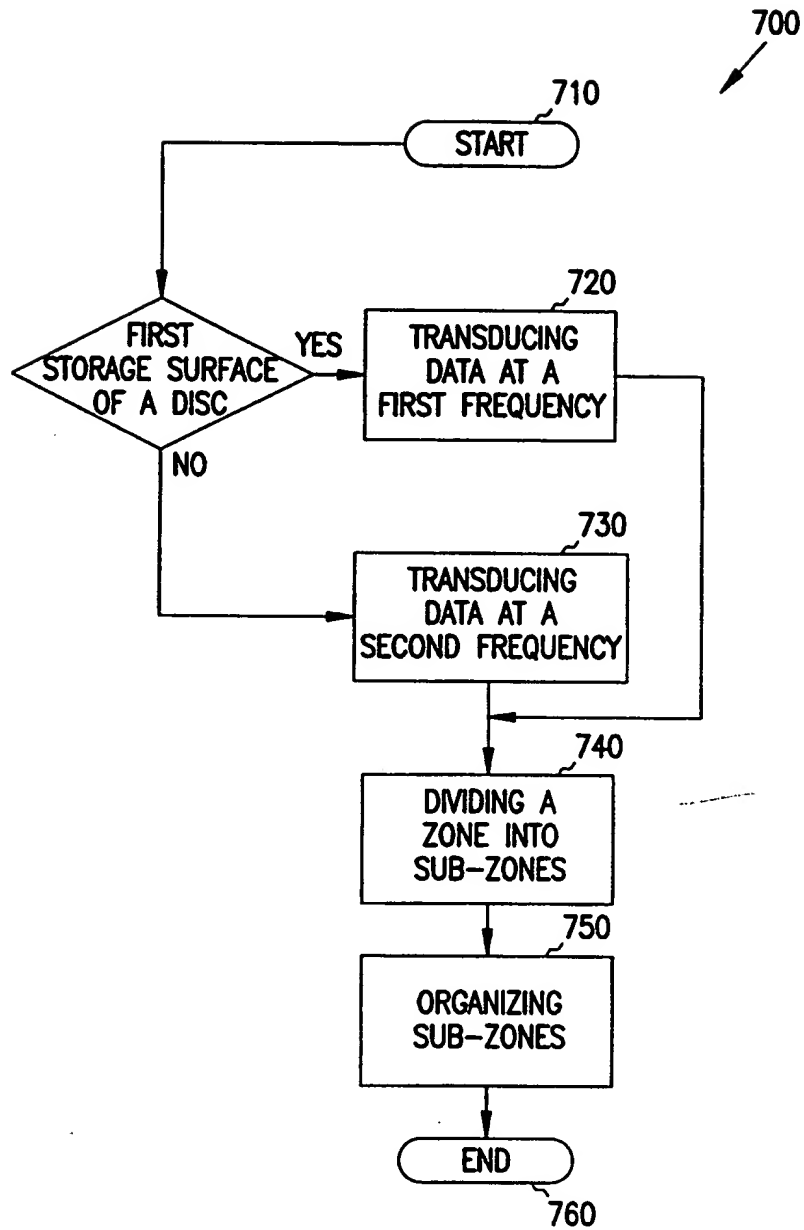 700
710
START
FIRST
STORAGE SURFACE
OF A DISC
YES
NO
720
TRANSDUCING
DATA AT A
FIRST FREQUENCY
730
TRANSDUCING
DATA AT A
SECOND FREQUENCY
740
DIVIDING A
ZONE INTO
SUB-ZONES
750
ORGANIZING
SUB-ZONES
END
760